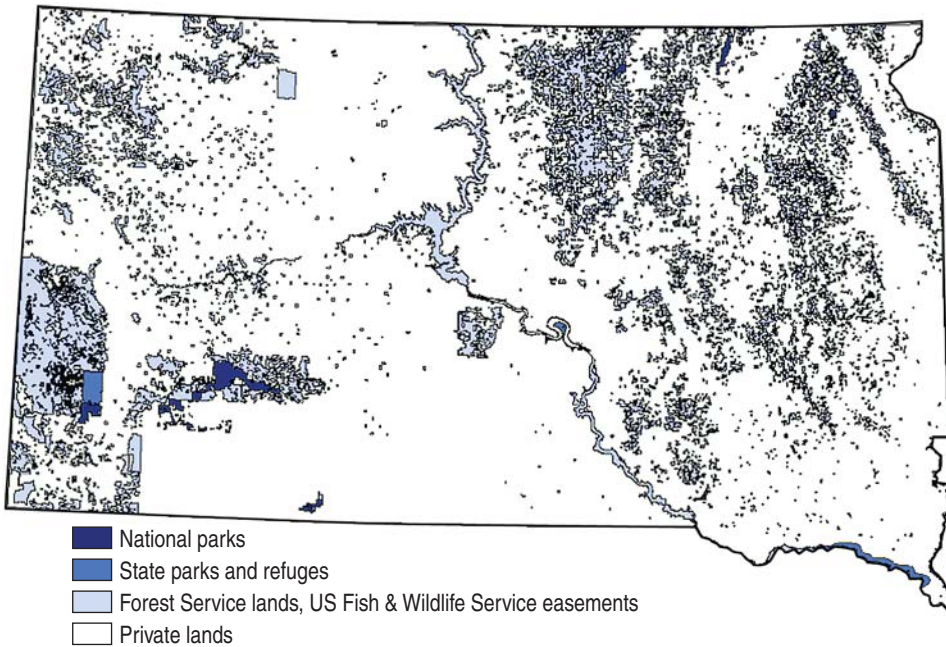 National parks
State parks and refuges
Forest Service lands, US Fish & Wildlife Service easements
Private lands